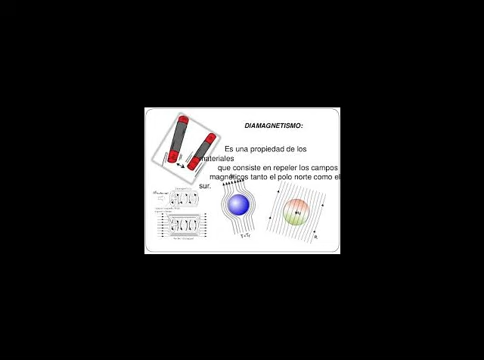 DIAMAGNETISMO:
Es una propiedad de los
materiales
que consiste en repeler los campos
magnéticos tanto el polo norte como el
sur.